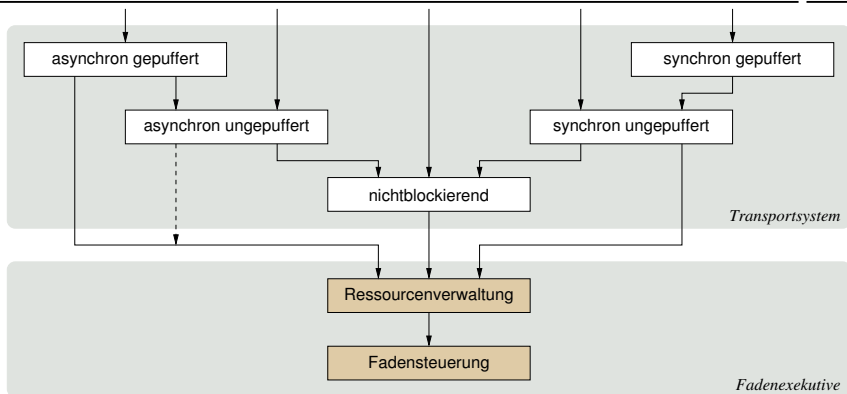 asynchron gepuffert
synchron gepuffert
asynchron ungepuffert
synchron ungepuffert
nichtblockierend
Transportsystem
Ressourcenverwaltung
Fadensteuerung
Fadenexekutive